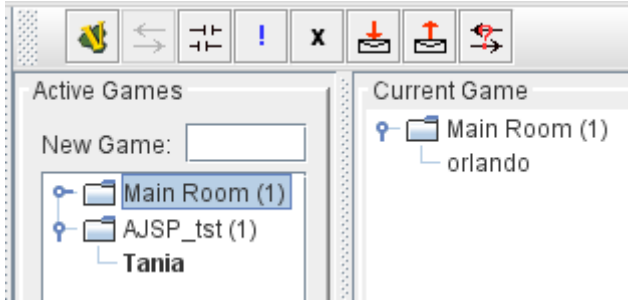 ! x
Active Games
New Game:
Main Room (1)
AJSP_tst (1)
Tania
Current Game
Main Room (1)
orlando